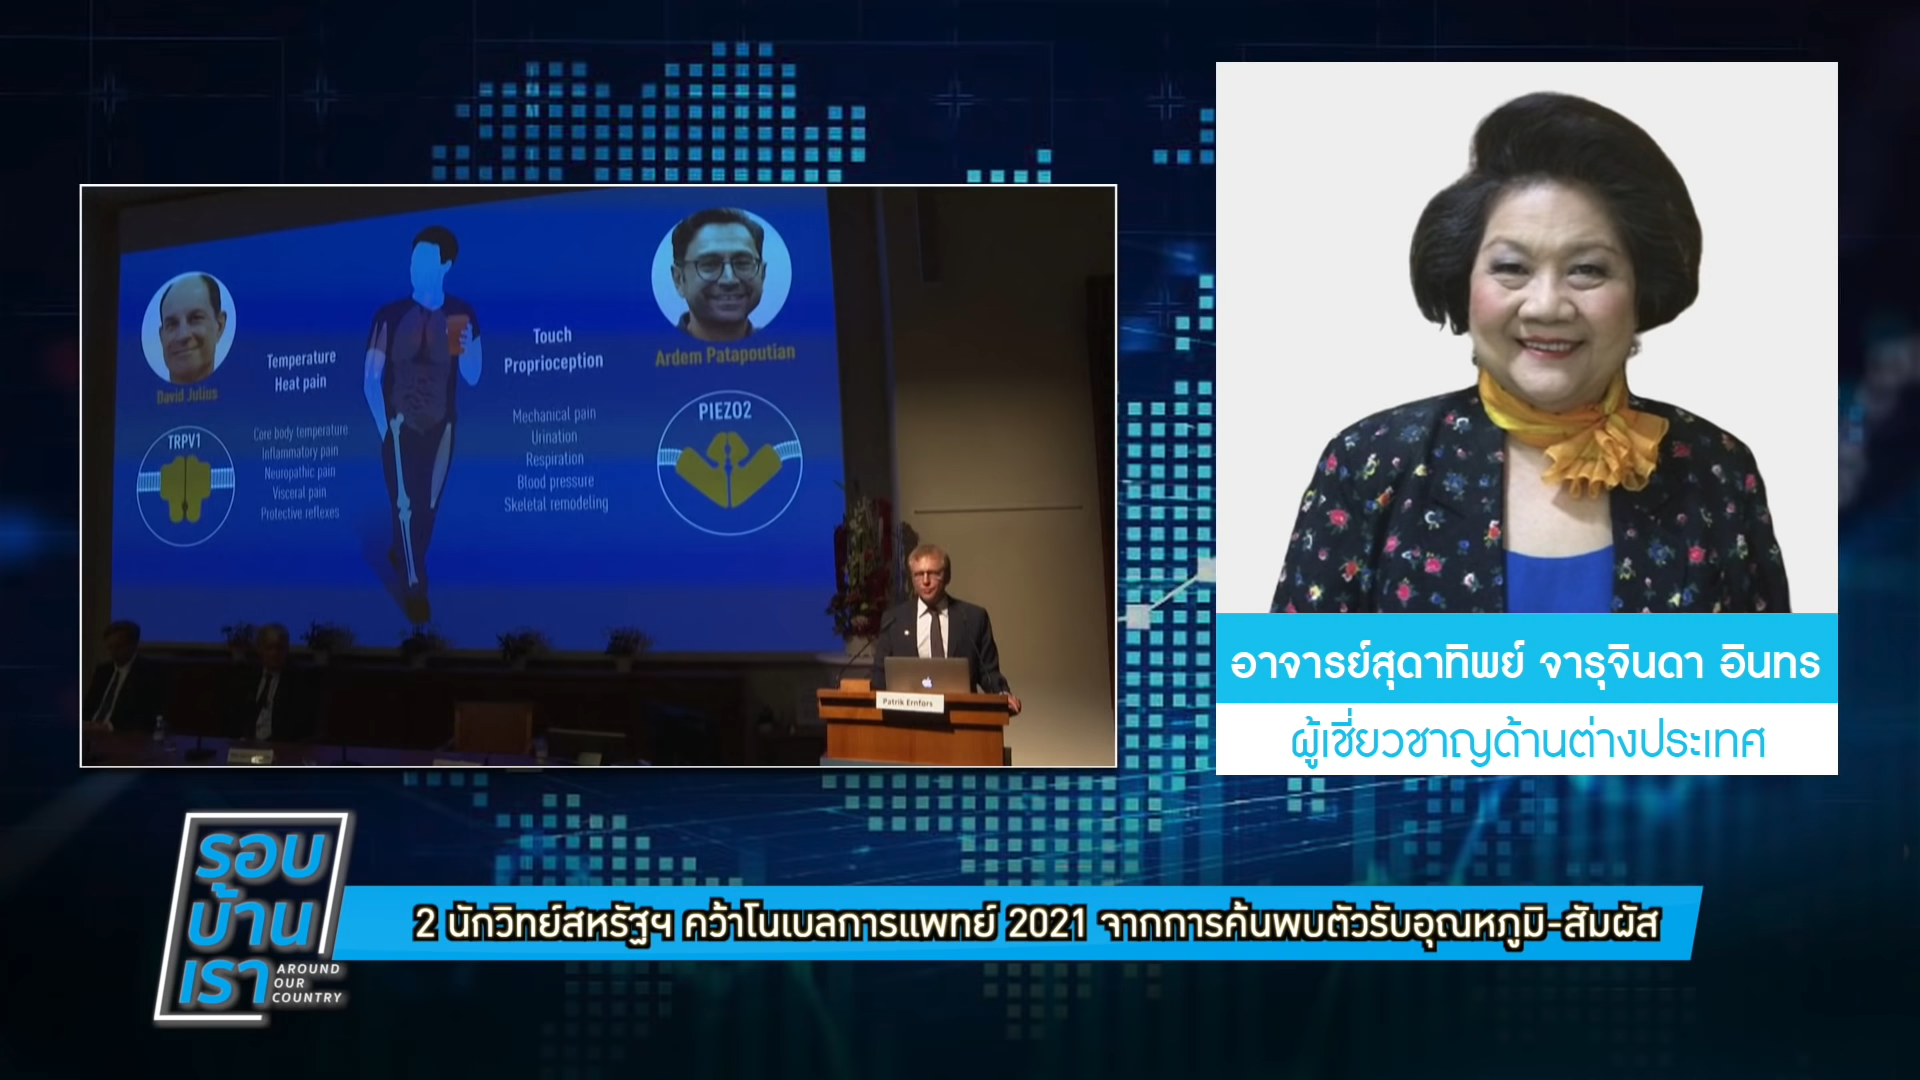 David Julius
Temperature
Heat pain
TRPV1
Core body temperature
Inflammatory pain
Neuropathic pain
Visceral pain
Protective reflexes
Touch
Proprioception
Mechanical pain
Urination
Respiration
Blood pressure
Skeletal remodeling
Ardem Patapoutian
PIEZO2
Patrik Ernfors
อาจารย์สุดาทิพย์ จารุจินดา อินทร
ผู้เชี่ยวชาญด้านต่างประเทศ
รอบ
บ้าน
เรา
AROUND
OUR
COUNTRY
2 นักวิทย์สหรัฐฯ คว้าโนเบลการแพทย์ 2021 จากการค้นพบตัวรับอุณหภูมิ-สัมผัส